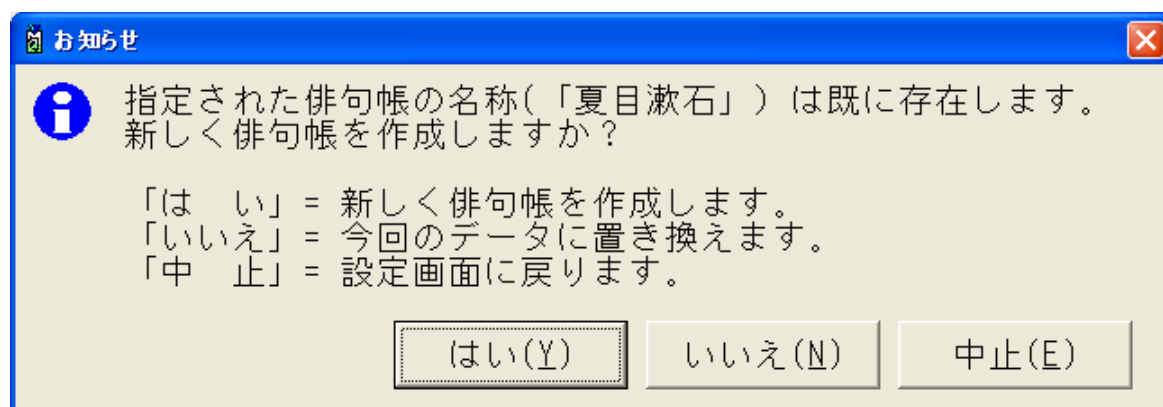 お知らせ
指定された俳句帳の名称(「夏目漱石」)は既に存在します。
新しく俳句帳を作成しますか？
「は　い」= 新しく俳句帳を作成します。
「いいえ」= 今回のデータに置き換えます。
「中　止」= 設定画面に戻ります。
はい(Y)　いいえ(N)　中止(E)